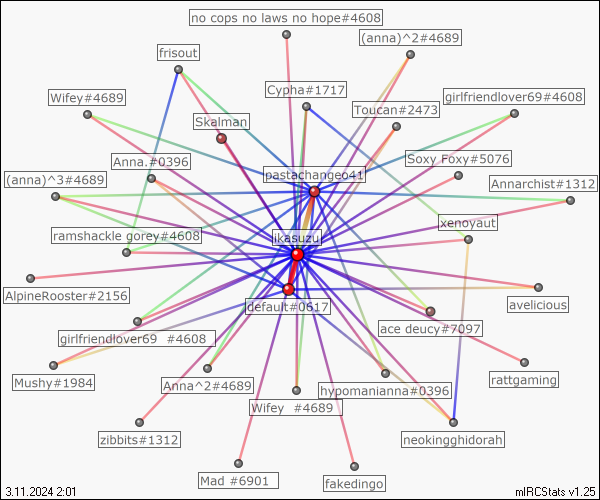 no cops no laws no hope#4608
(anna)^2#4689
frisout
Cypha#1717
Wifey#4689
girlfriendlover69#4608
Toucan#2473
Skalman
Anna.#0396
Soxy Foxy#5076
pastachangeo41
(anna)^3#4689
Annarchist#1312
xenoyaut
ramshackle gorey#4608
ikasuzu
AlpineRooster#2156
default#0617
avelicious
ace deucy#7097
girlfriendlover69  #4608
Mushy#1984
Anna^2#4689
hypomanianna#0396
rattgaming
Wifey  #4689
zibbits#1312
neokingghidorah
Mad #6901
fakedingo
3.11.2024 2:01
mIRCStats v1.25